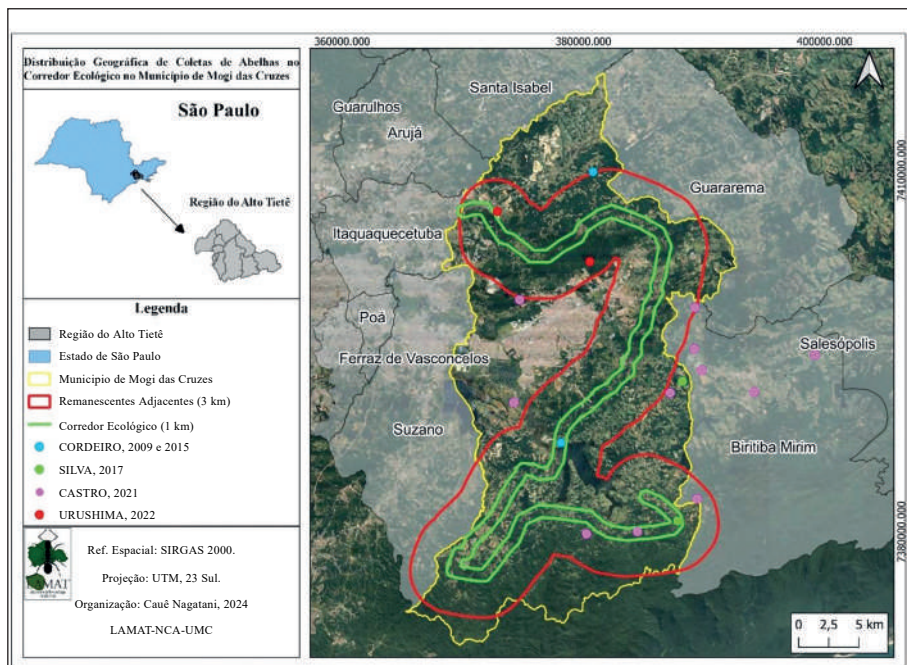 Distribuição Geográfica de Coletas de Abelhas no
Corredor Ecológico no Município de Mogi das Cruzes
São Paulo
Região do Alto Tietê
Legenda
Região do Alto Tietê
Estado de São Paulo
Municipio de Mogi das Cruzes
Remanescentes Adjacentes (3 km)
Corredor Ecológico (1 km)
CORDEIRO, 2009 e 2015
SILVA, 2017
CASTRO, 2021
URUSHIMA, 2022
Ref. Espacial: SIRGAS 2000.
Projeção: UTM, 23 Sul.
Organização: Cauê Nagatani, 2024
LAMAT-NCA-UMC
360000.000
380000.000
400000.000
Santa Isabel
Guarulhos
Arujá
Guararema
Itaquaquecetuba
Poá
Ferraz de Vasconcelos
Salesópolis
Suzano
Biritiba Mirim
7410000.000
7380000.000
0 2,5 5 km